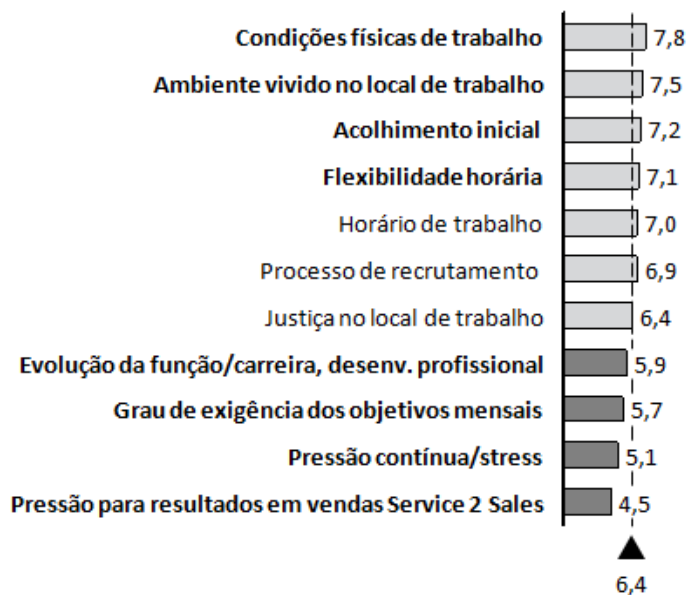 Condições físicas de trabalho 7,8
Ambiente vivido no local de trabalho 7,5
Acolhimento inicial 7,2
Flexibilidade horária 7,1
Horário de trabalho 7,0
Processo de recrutamento 6,9
Justiça no local de trabalho 6,4
Evolução da função/carreira, desenv. profissional 5,9
Grau de exigência dos objetivos mensais 5,7
Pressão contínua/stress 5,1
Pressão para resultados em vendas Service 2 Sales 4,5
6,4